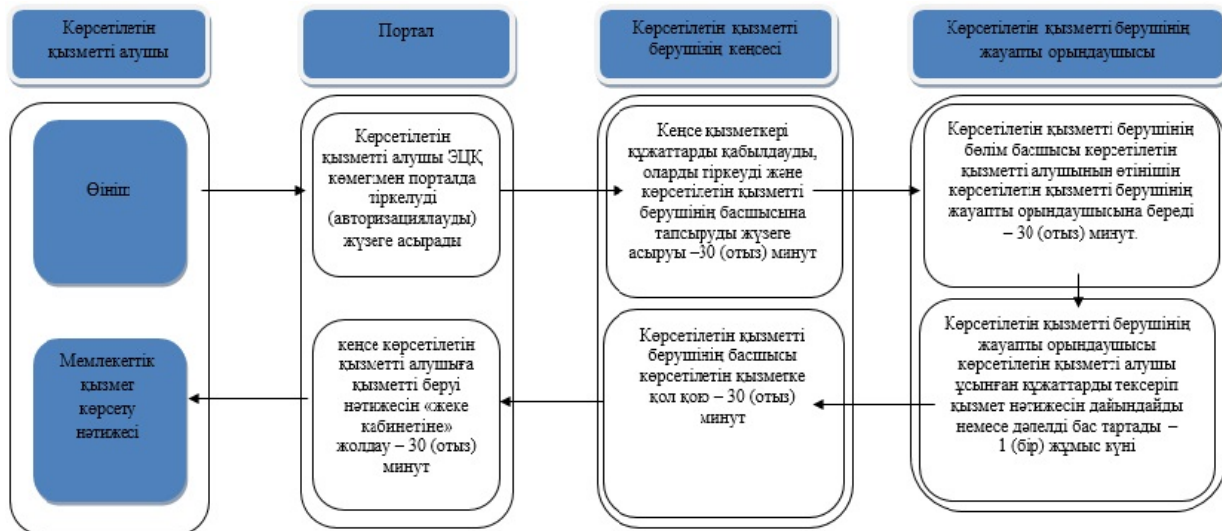 Көрсетілетін
қызметті алушы
Портал
Көрсетілетін қызметті
берушінің кеңсесі
Көрсетілетін қызметті берушінің
жауапты орындаушысы
Өтініш
Көрсетілетін
қызметті алушы ЭЦҚ
көмегімен порталда
тіркелуді
(авторизациялауды)
жүзеге асырады
Кеңсе қызметкері
құжаттарды қабылдауды,
оларды тіркеуді және
көрсетілетін қызметті
берушінің басшысына
тапсыруды жүзеге
асыруы –30 (отыз) минут
Көрсетілетін қызметті берушінің
бөлім басшысы көрсетілетін
қызметті алушының өтінішін
көрсетілетін қызметті берушінің
жауапты орындаушысына береді
– 30 (отыз) минут.
Мемлекеттік
қызмет
көрсету
нәтижесі
кеңсе көрсетілетін
қызметті алушыға
қызметті беруі
нәтижесін «жеке
кабинетіне»
жолдау – 30 (отыз)
минут
Көрсетілетін қызметті
берушінің басшысы
көрсетілетін қызметке
қол қою – 30 (отыз)
минут
Көрсетілетін қызметті берушінің
жауапты орындаушысы
көрсетілетін қызметті алушы
ұсынған құжаттарды тексеріп
қызмет нәтижесін дайындайды
немесе дәлелді бас тартады –
1 (бір) жұмыс күні